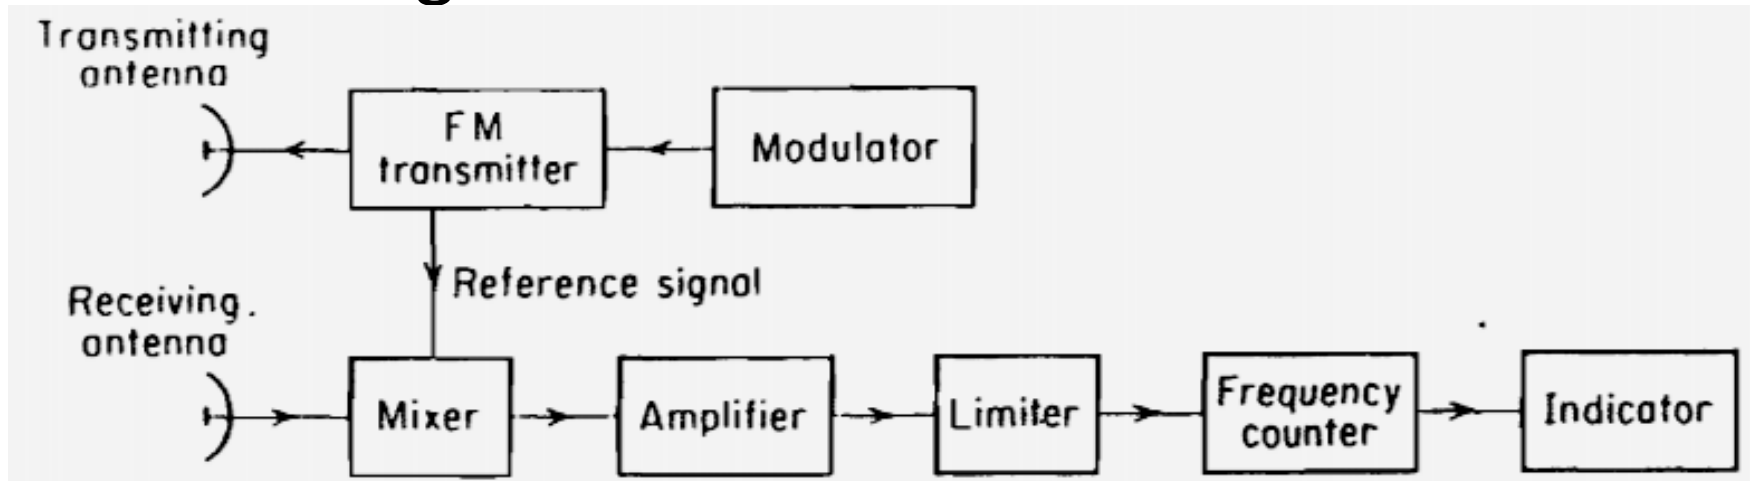 Transmitting
antenna
FM
transmitter
Modulator
Reference signal
Receiving.
antenna
Mixer
Amplifier
Limiter
Frequency
counter
Indicator